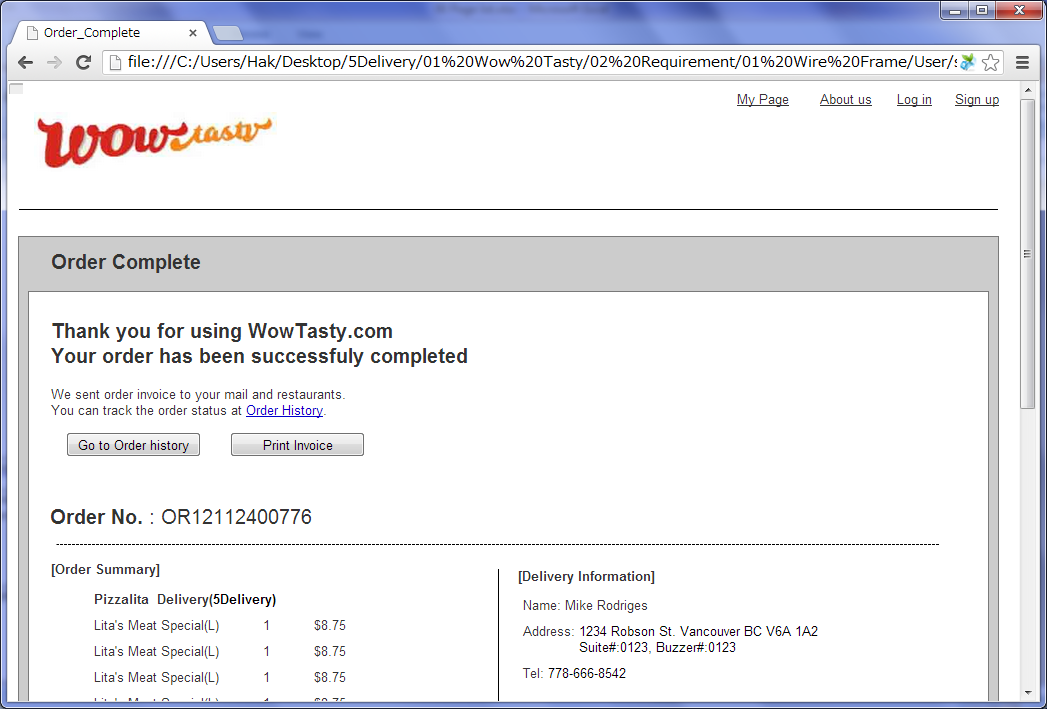 Order_Complete
file:///C:/Users/Hak/Desktop/5Delivery/01%20Wow%20Tasty/02%20Requirement/01%20Wire%20Frame/User/s
My Page About us Log in Sign up
wow tasty
Order Complete
Thank you for using WowTasty.com
Your order has been successfuly completed
We sent order invoice to your mail and restaurants.
You can track the order status at Order History.
Go to Order history Print Invoice
Order No. : OR12112400776
[Order Summary]
Pizzalita Delivery(5Delivery)
Lita's Meat Special(L) 1 $8.75
Lita's Meat Special(L) 1 $8.75
Lita's Meat Special(L) 1 $8.75
[Delivery Information]
Name: Mike Rodriges
Address: 1234 Robson St. Vancouver BC V6A 1A2
Suite#:0123, Buzzer#:0123
Tel: 778-666-8542